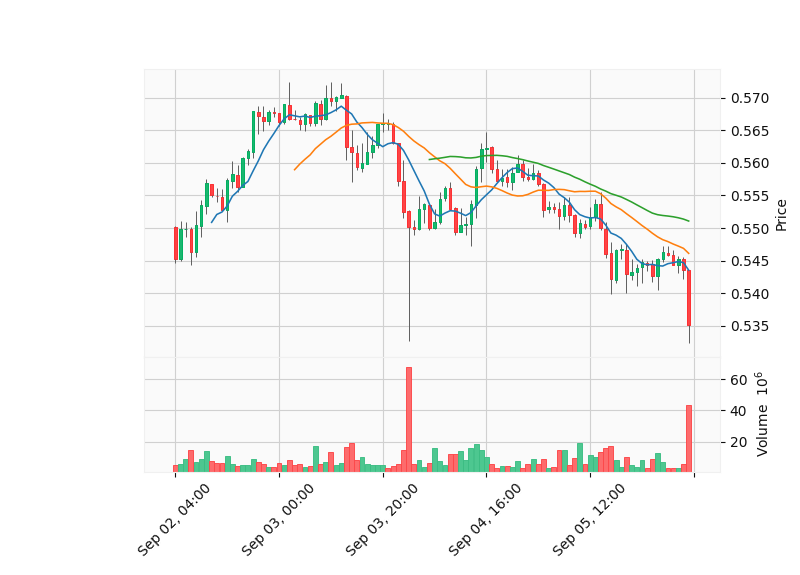 0.570
0.565
0.560
0.555
0.550
0.545
0.540
0.535
Price
60
40
20
Volume 10^6
Sep 02, 04:00
Sep 03, 00:00
Sep 03, 20:00
Sep 04, 16:00
Sep 05, 12:00